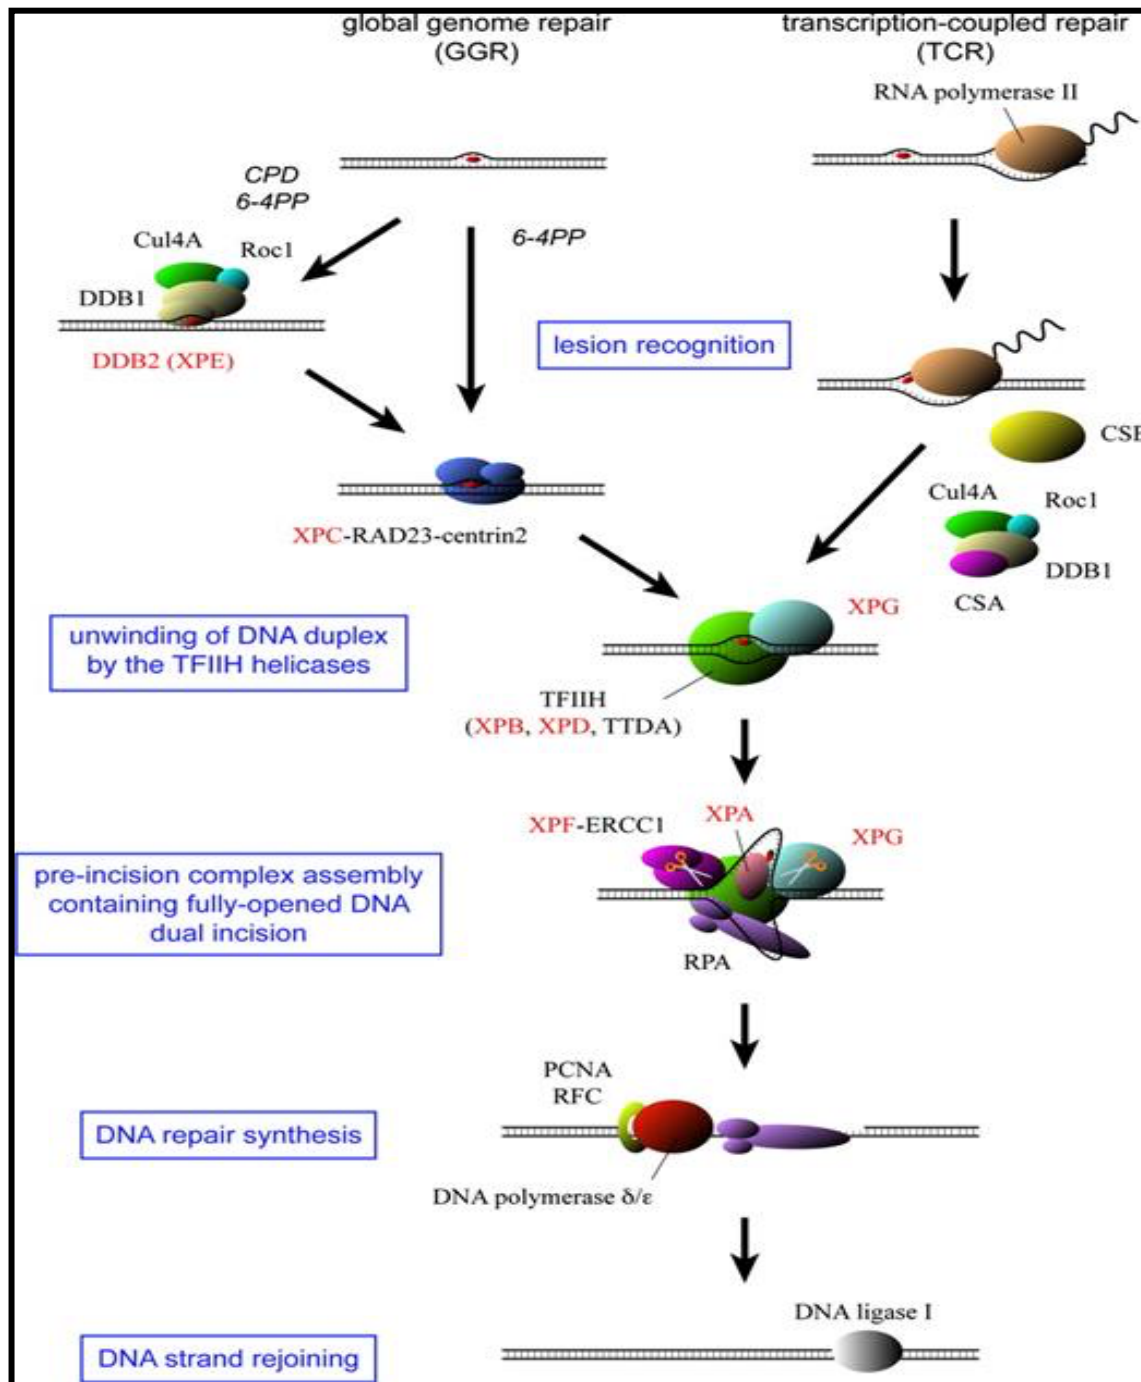 global genome repair
(GGR)
transcription-coupled repair
(TCR)
RNA polymerase II
CPD
6-4PP
6-4PP
Cul4A
Roc1
DDB1
DDB2 (XPE)
lesion recognition
CSB
Cul4A
Roc1
DDB1
CSA
XPC-RAD23-centrin2
XPG
unwinding of DNA duplex
by the TFIIH helicases
TFIIH
(XPB, XPD, TTDA)
XPF-ERCC1
XPA
XPG
pre-incision complex assembly
containing fully-opened DNA
dual incision
RPA
PCNA
RFC
DNA repair synthesis
DNA polymerase δ/ε
DNA ligase I
DNA strand rejoining